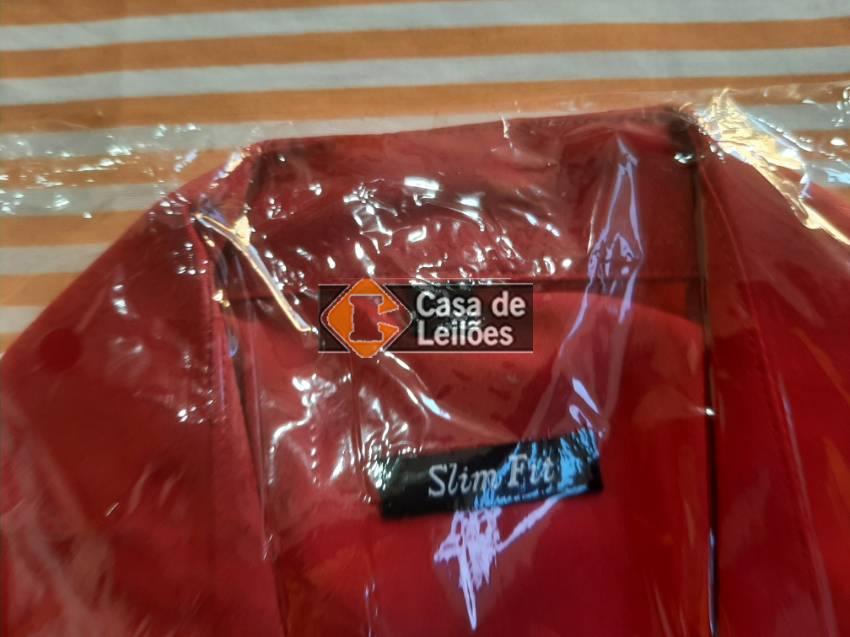 Casa de
Leilões
Slim Fit